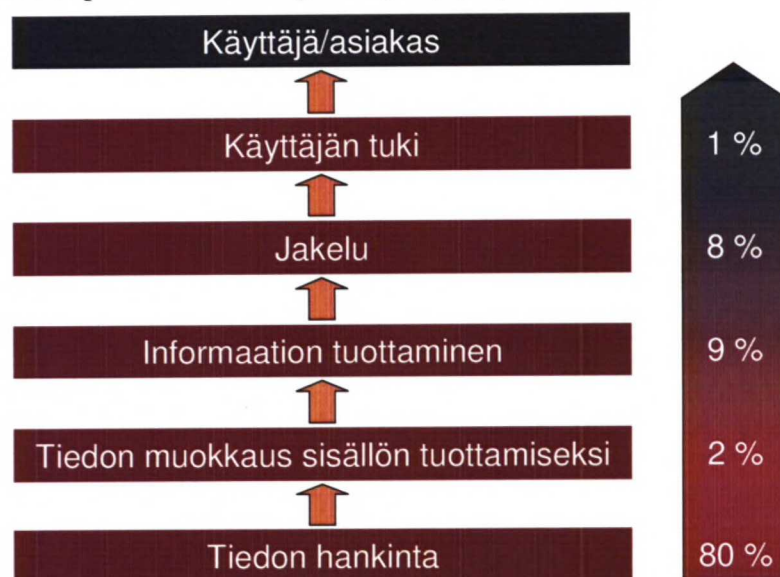 Käyttäjä/asiakas
Käyttäjän tuki
1 %
Jakelu
8 %
Informaation tuottaminen
9 %
Tiedon muokkaus sisällön tuottamiseksi
2 %
Tiedon hankinta
80 %